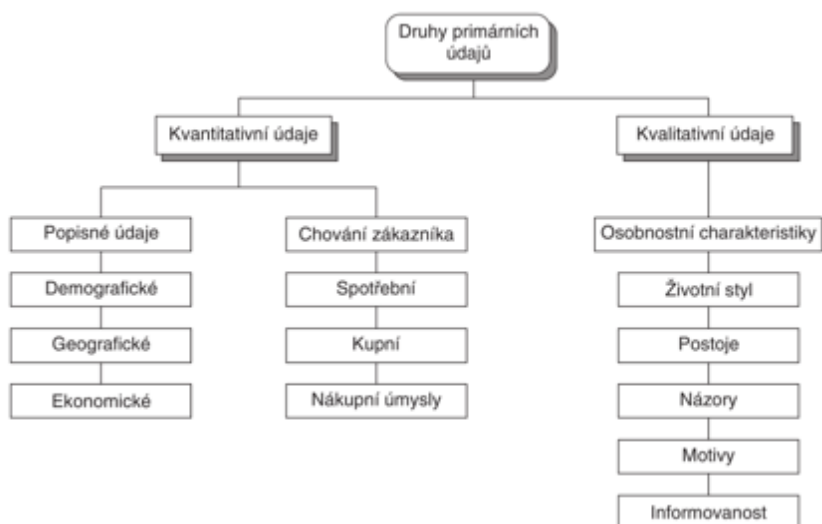 Druhy primárních
údajů
Kvantitativní údaje
Kvalitativní údaje
Popisné údaje
Chování zákazníka
Osobnostní charakteristiky
Demografické
Spotřební
Životní styl
Geografické
Kupní
Postoje
Ekonomické
Nákupní úmysly
Názory
Motivy
Informovanost